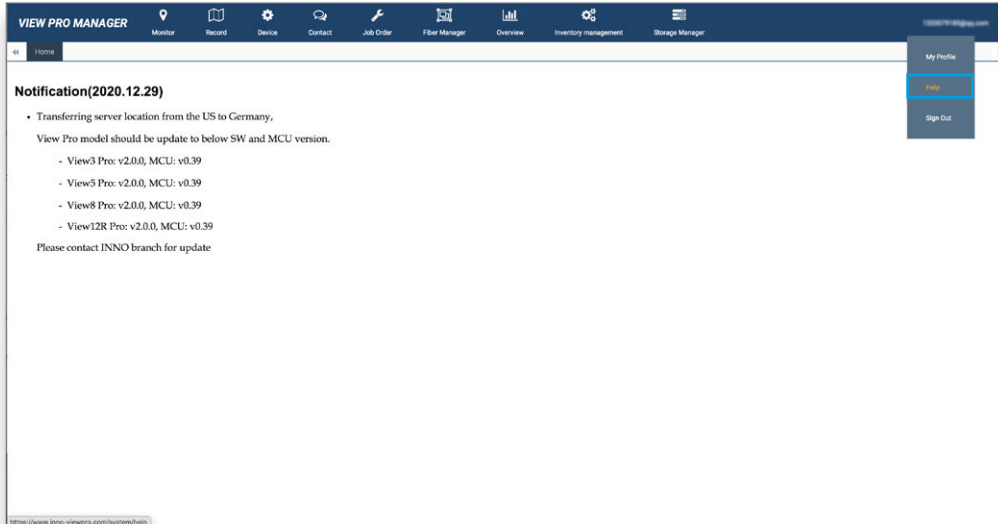 VIEW PRO MANAGER
Monitor
Record
Device
Contact
Job Order
Fiber Manager
Overview
Inventory management
Storage Manager
Home
My Profile
Help
Sign Out
Notification(2020.12.29)
• Transferring server location from the US to Germany,
View Pro model should be update to below SW and MCU version.
- View3 Pro: v2.0.0, MCU: v0.39
- View5 Pro: v2.0.0, MCU: v0.39
- View8 Pro: v2.0.0, MCU: v0.39
- View12R Pro: v2.0.0, MCU: v0.39
Please contact INNO branch for update
https://www.inno-viewpro.com/system/help